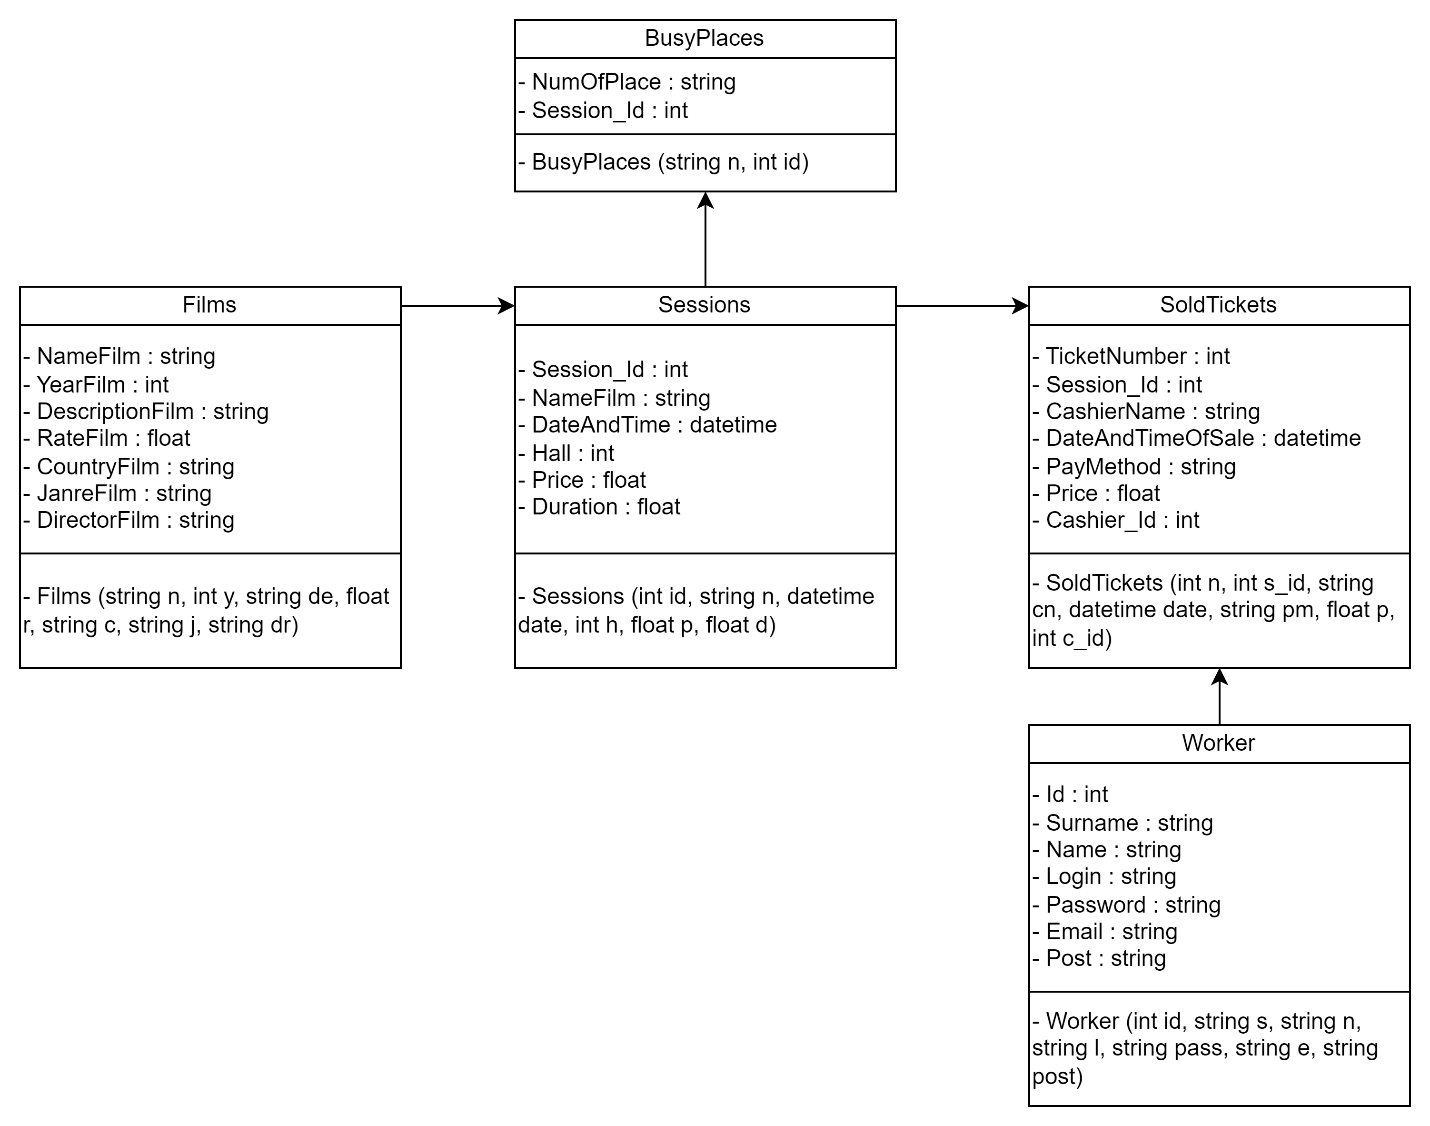 BusyPlaces
- NumOfPlace : string
- Session_Id : int
- BusyPlaces (string n, int id)
Films
- NameFilm : string
- YearFilm : int
- DescriptionFilm : string
- RateFilm : float
- CountryFilm : string
- JanreFilm : string
- DirectorFilm : string
- Films (string n, int y, string de, float
r, string c, string j, string dr)
Sessions
- Session_Id : int
- NameFilm : string
- DateAndTime : datetime
- Hall : int
- Price : float
- Duration : float
- Sessions (int id, string n, datetime
date, int h, float p, float d)
SoldTickets
- TicketNumber : int
- Session_Id : int
- CashierName : string
- DateAndTimeOfSale : datetime
- PayMethod : string
- Price : float
- Cashier_Id : int
- SoldTickets (int n, int s_id, string
cn, datetime date, string pm, float p,
int c_id)
Worker
- Id : int
- Surname : string
- Name : string
- Login : string
- Password : string
- Email : string
- Post : string
- Worker (int id, string s, string n,
string l, string pass, string e, string
post)